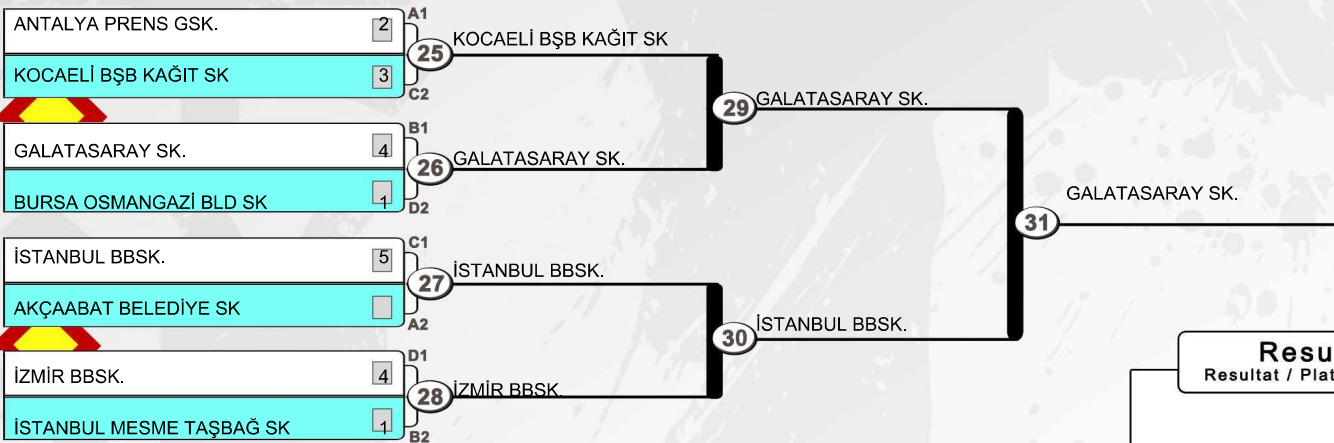 ANTALYA PRENS GSK. 2 A1
25 KOCAELİ BŞB KAĞIT SK
KOCAELİ BŞB KAĞIT SK 3 C2
29 GALATASARAY SK.
GALATASARAY SK. 4 B1
26 GALATASARAY SK.
BURSA OSMANGAZİ BLD SK 1 D2
31 GALATASARAY SK.
İSTANBUL BBSK. 5 C1
27 İSTANBUL BBSK.
AKÇAABAT BELEDİYE SK A2
30 İSTANBUL BBSK.
İZMİR BBSK. 4 D1
28 İZMİR BBSK.
İSTANBUL MESME TAŞBAĞ SK 1 B2
Resu
Resultat / Plat